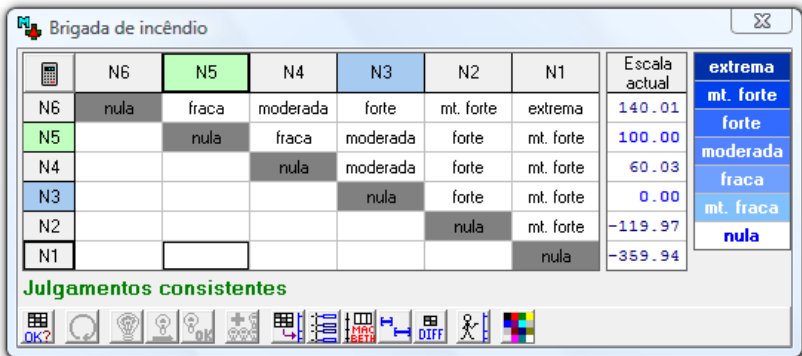 Brigada de incêndio
N6 N5 N4 N3 N2 N1 Escala actual extrema
mt. forte
N6 nula fraca moderada forte mt. forte extrema 140.01
forte
N5 nula fraca moderada forte mt. forte 100.00
moderada
N4 nula moderada forte mt. forte 60.03
fraca
N3 nula forte mt. forte 0.00
mt. fraca
N2 nula mt. forte -119.97
nula
N1 nula -359.94
Julgamentos consistentes
OK? OK MAC BETH DIFF